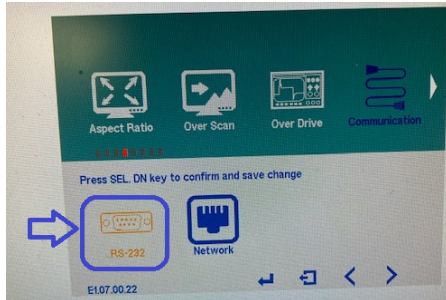 Aspect Ratio
Over Scan
Over Drive
Communication
Press SEL. DN key to confirm and save change
RS-232
Network
E1.07.00.22